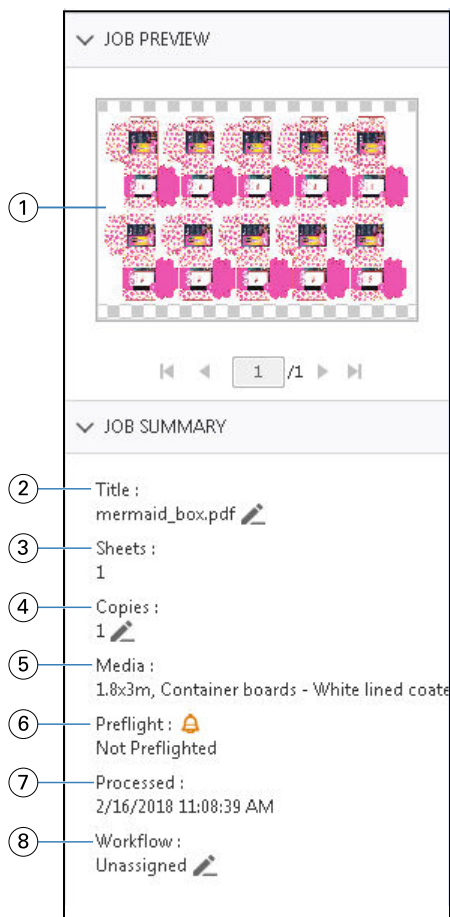 JOB PREVIEW
1
1 /1
JOB SUMMARY
2 Title :
mermaid_box.pdf
3 Sheets :
1
4 Copies :
1
5 Media :
1.8x3m, Container boards - White lined coate
6 Preflight :
Not Preflighted
7 Processed :
2/16/2018 11:08:39 AM
8 Workflow :
Unassigned